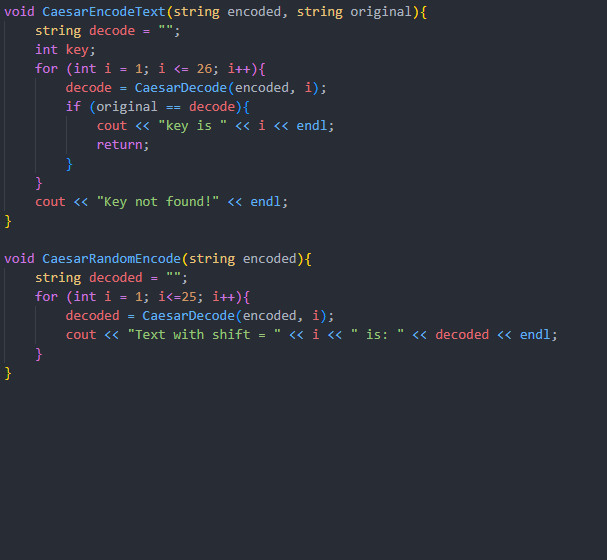 void CaesarEncodeText(string encoded, string original){
    string decode = "";
    int key;
    for (int i = 1; i <= 26; i++){
        decode = CaesarDecode(encoded, i);
        if (original == decode){
            cout << "key is " << i << endl;
            return;
        }
    }
    cout << "Key not found!" << endl;
}

void CaesarRandomEncode(string encoded){
    string decoded = "";
    for (int i = 1; i<=25; i++){
        decoded = CaesarDecode(encoded, i);
        cout << "Text with shift = " << i << " is: " << decoded << endl;
    }
}